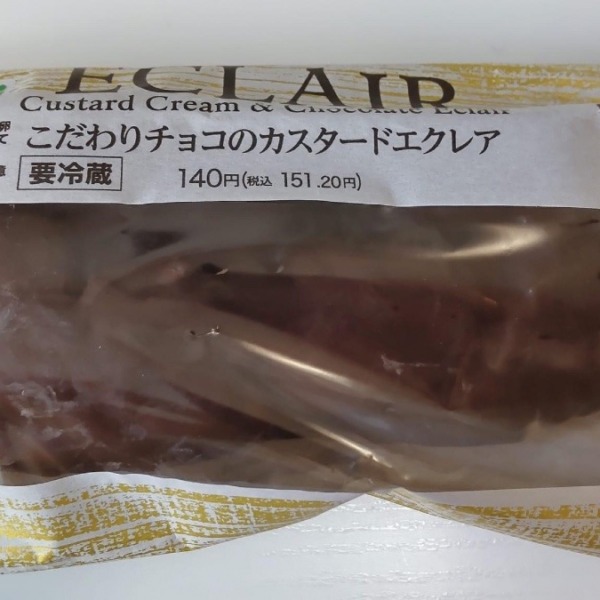 ECLAIR
Custard Cream & Chocolate Eclair
こだわりチョコのカスタードエクレア
要冷蔵 140円(税込 151.20円)